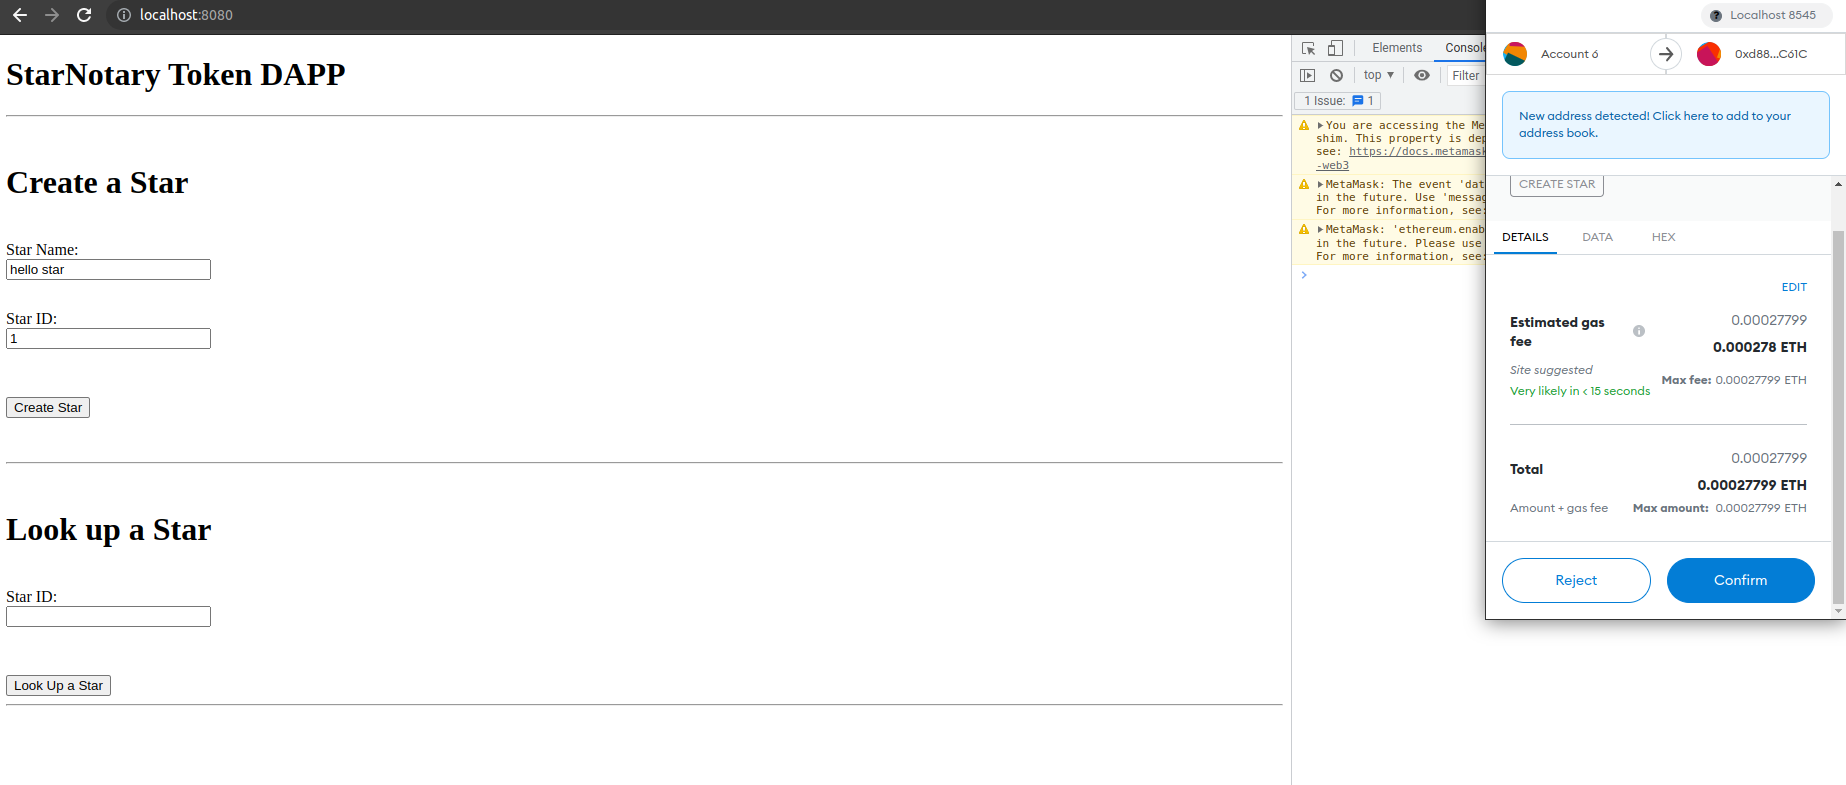 localhost:8080
StarNotary Token DAPP
Create a Star
Star Name:
hello star
Star ID:
1
Create Star
Look up a Star
Star ID:
Look Up a Star
Elements
Console
top
Filter
1 Issue:
1
You are accessing the Me
shim. This property is dep
see: https://docs.metamask
-web3
MetaMask: The event 'dat
in the future. Use 'messag
For more information, see:
MetaMask: 'ethereum.enab
in the future. Please use
For more information, see:
Localhost 8545
Account 6
0xd88...C61C
New address detected! Click here to add to your
address book.
CREATE STAR
DETAILS
DATA
HEX
EDIT
Estimated gas
fee
0.00027799
0.000278 ETH
Site suggested
Very likely in < 15 seconds
Max fee: 0.00027799 ETH
Total
0.00027799
0.00027799 ETH
Amount + gas fee
Max amount: 0.00027799 ETH
Reject
Confirm